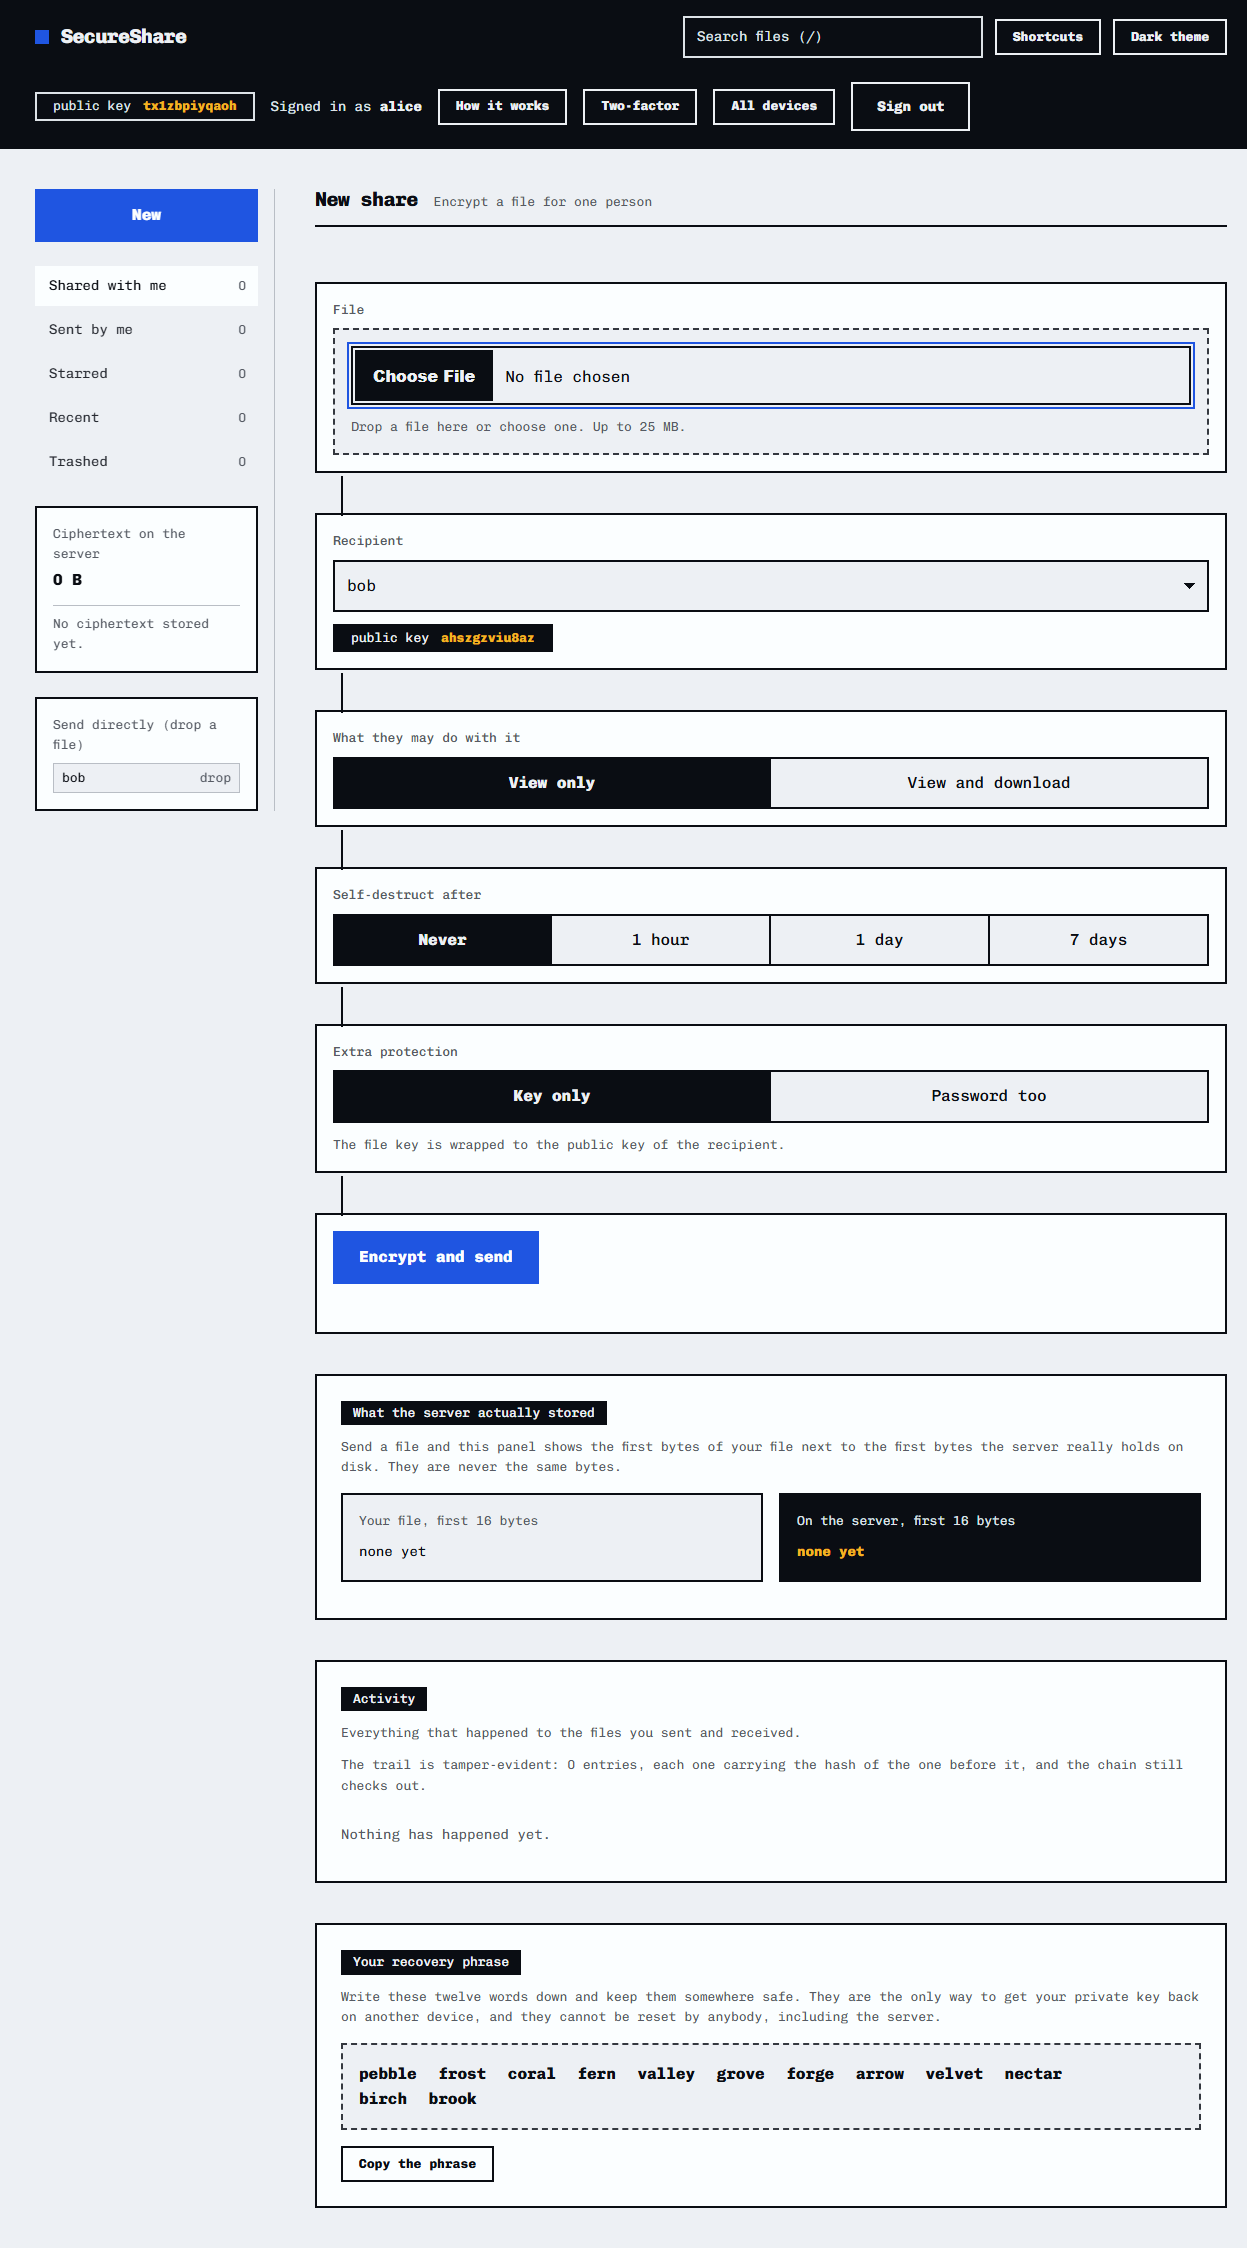 SecureShare
Search files (/)
Shortcuts
Dark theme
public key tx1zbpiyqaoh
Signed in as alice
How it works
Two-factor
All devices
Sign out
New
Shared with me 0
Sent by me 0
Starred 0
Recent 0
Trashed 0
Ciphertext on the
server
0 B
No ciphertext stored
yet.
Send directly (drop a
file)
bob drop
New share Encrypt a file for one person
File
Choose File No file chosen
Drop a file here or choose one. Up to 25 MB.
Recipient
bob
public key ahszgzviu8az
What they may do with it
View only View and download
Self-destruct after
Never 1 hour 1 day 7 days
Extra protection
Key only Password too
The file key is wrapped to the public key of the recipient.
Encrypt and send
What the server actually stored
Send a file and this panel shows the first bytes of your file next to the first bytes the server really holds on
disk. They are never the same bytes.
Your file, first 16 bytes
none yet
On the server, first 16 bytes
none yet
Activity
Everything that happened to the files you sent and received.
The trail is tamper-evident: 0 entries, each one carrying the hash of the one before it, and the chain still
checks out.
Nothing has happened yet.
Your recovery phrase
Write these twelve words down and keep them somewhere safe. They are the only way to get your private key back
on another device, and they cannot be reset by anybody, including the server.
pebble frost coral fern valley grove forge arrow velvet nectar
birch brook
Copy the phrase